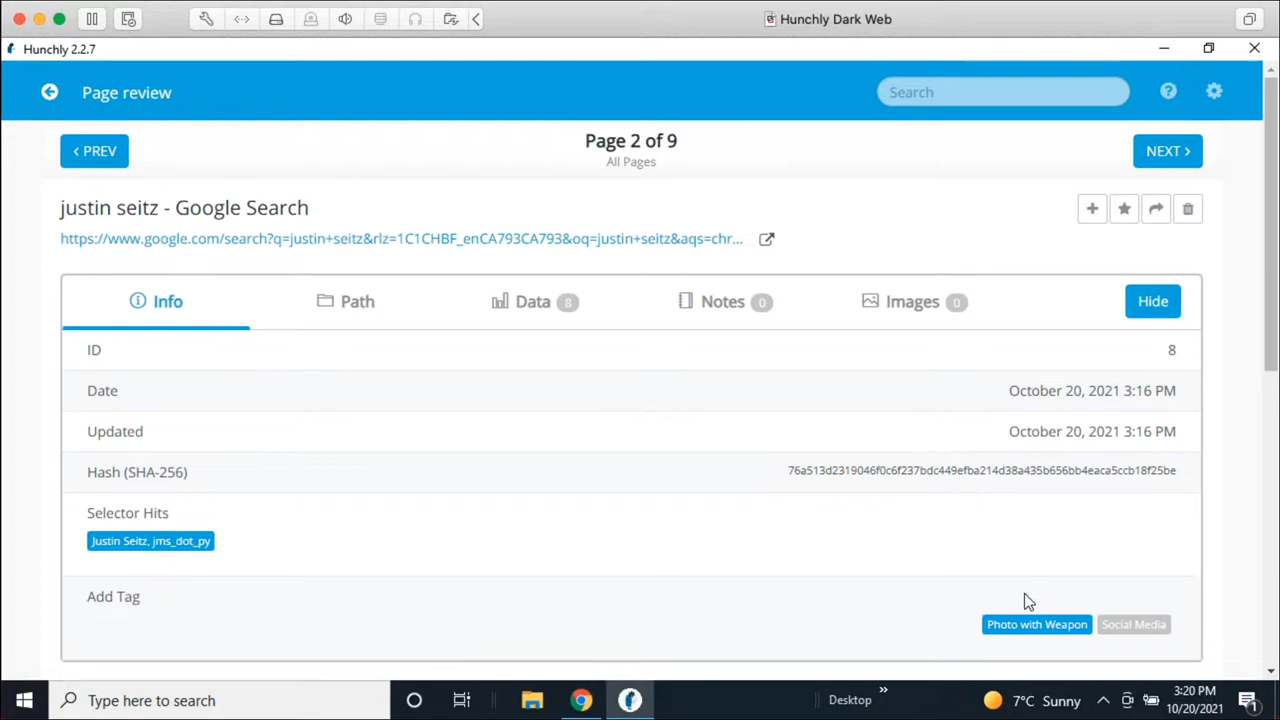 Hunchly Dark Web
Hunchly 2.2.7
Page review
Search
PREV
Page 2 of 9
All Pages
NEXT
justin seitz - Google Search
https://www.google.com/search?q=justin+seitz&rlz=1C1CHBF_enCA793CA793&oq=justin+seitz&aqs=chr...
Info
Path
Data 8
Notes 0
Images 0
Hide
ID 8
Date October 20, 2021 3:16 PM
Updated October 20, 2021 3:16 PM
Hash (SHA-256) 76a513d2319046f0c6f237bdc449efba214d38a435b656bb4eaca5ccb18f25be
Selector Hits
Justin Seitz, jms_dot_py
Add Tag
Photo with Weapon Social Media
Type here to search
Desktop
7°C Sunny
3:20 PM
10/20/2021
1